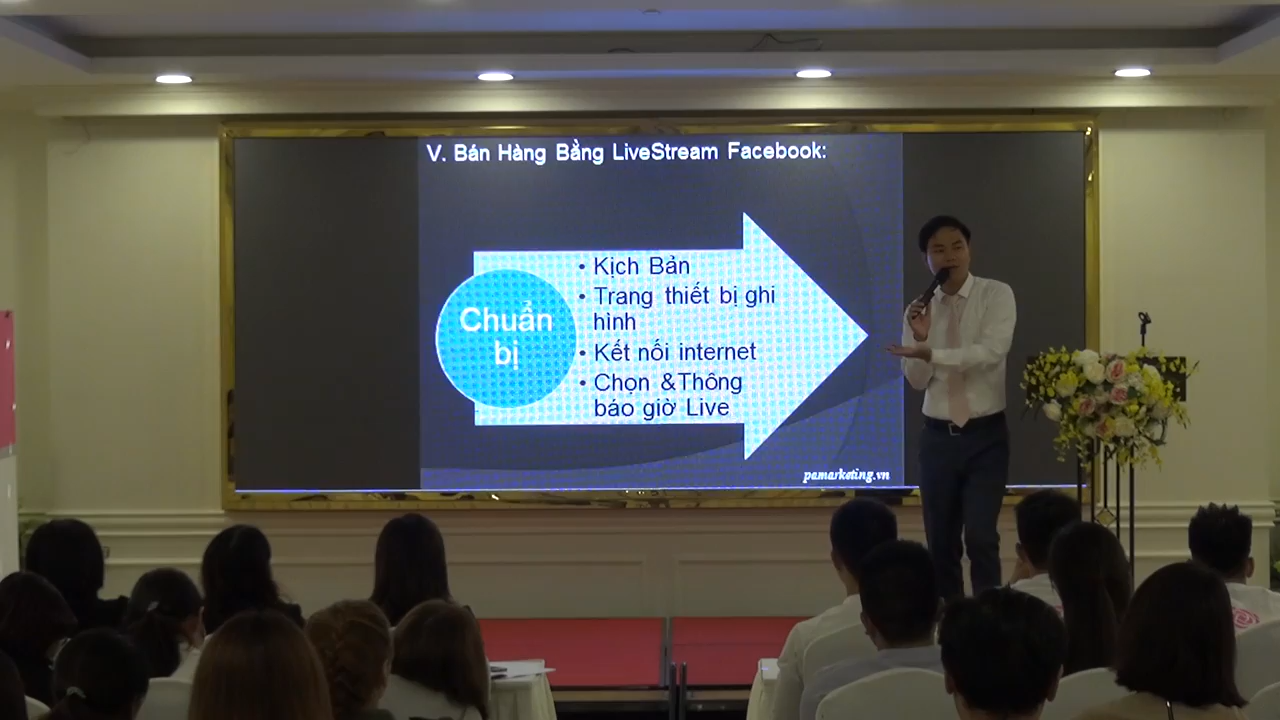 V. Bán Hàng Bằng LiveStream Facebook:
Chuẩn
bị
• Kịch Bản
• Trang thiết bị ghi
hình
• Kết nối internet
• Chọn &Thông
báo giờ Live
pamarketing.vn